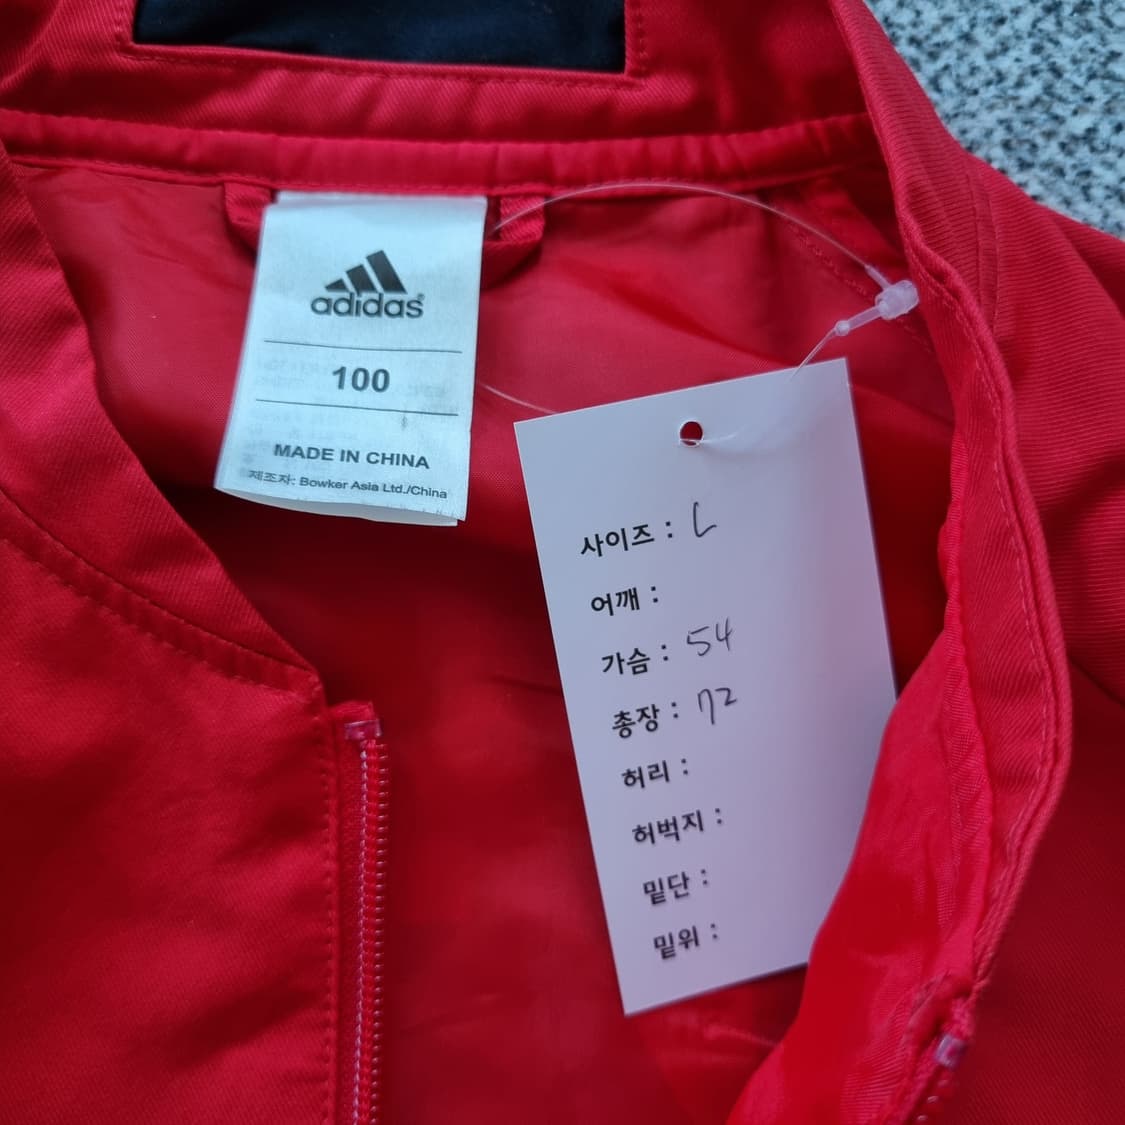 adidas
100
MADE IN CHINA
제조자: Bowker Asia Ltd./China
사이즈 : L
어깨 :
가슴 : 54
총장 : 72
허리 :
허벅지 :
밑단 :
밑위 :